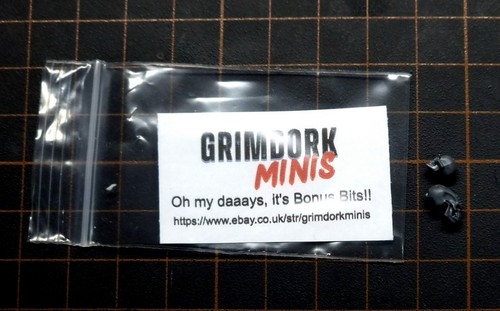 GRIMDORK
MINIS
Oh my daaays, it's Bonus Bits!!
https://www.ebay.co.uk/str/grimdorkminis